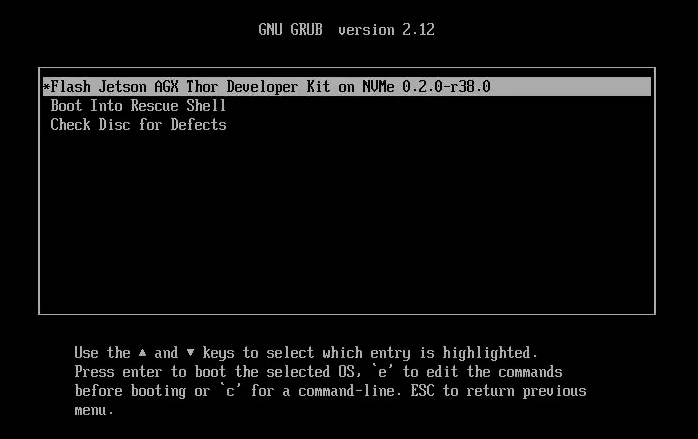 GNU GRUB  version 2.12
*Flash Jetson AGX Thor Developer Kit on NVMe 0.2.0-r38.0
Boot Into Rescue Shell
Check Disc for Defects
Use the ▲ and ▼ keys to select which entry is highlighted.
Press enter to boot the selected OS, `e' to edit the commands
before booting or `c' for a command-line. ESC to return previous
menu.